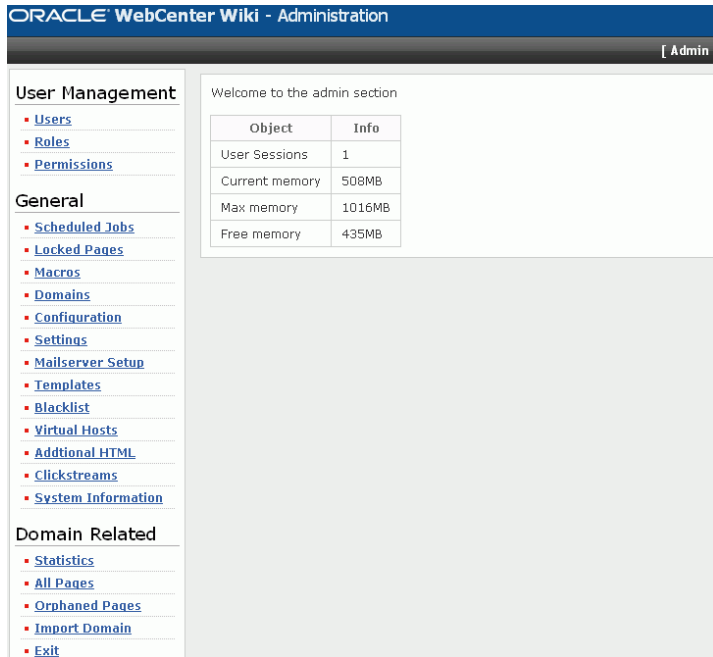 ORACLE WebCenter Wiki - Administration
[ Admin
User Management
Users
Roles
Permissions
General
Scheduled Jobs
Locked Pages
Macros
Domains
Configuration
Settings
Mailserver Setup
Templates
Blacklist
Virtual Hosts
Addtional HTML
Clickstreams
System Information
Domain Related
Statistics
All Pages
Orphaned Pages
Import Domain
Exit
Welcome to the admin section
Object Info
User Sessions 1
Current memory 508MB
Max memory 1016MB
Free memory 435MB